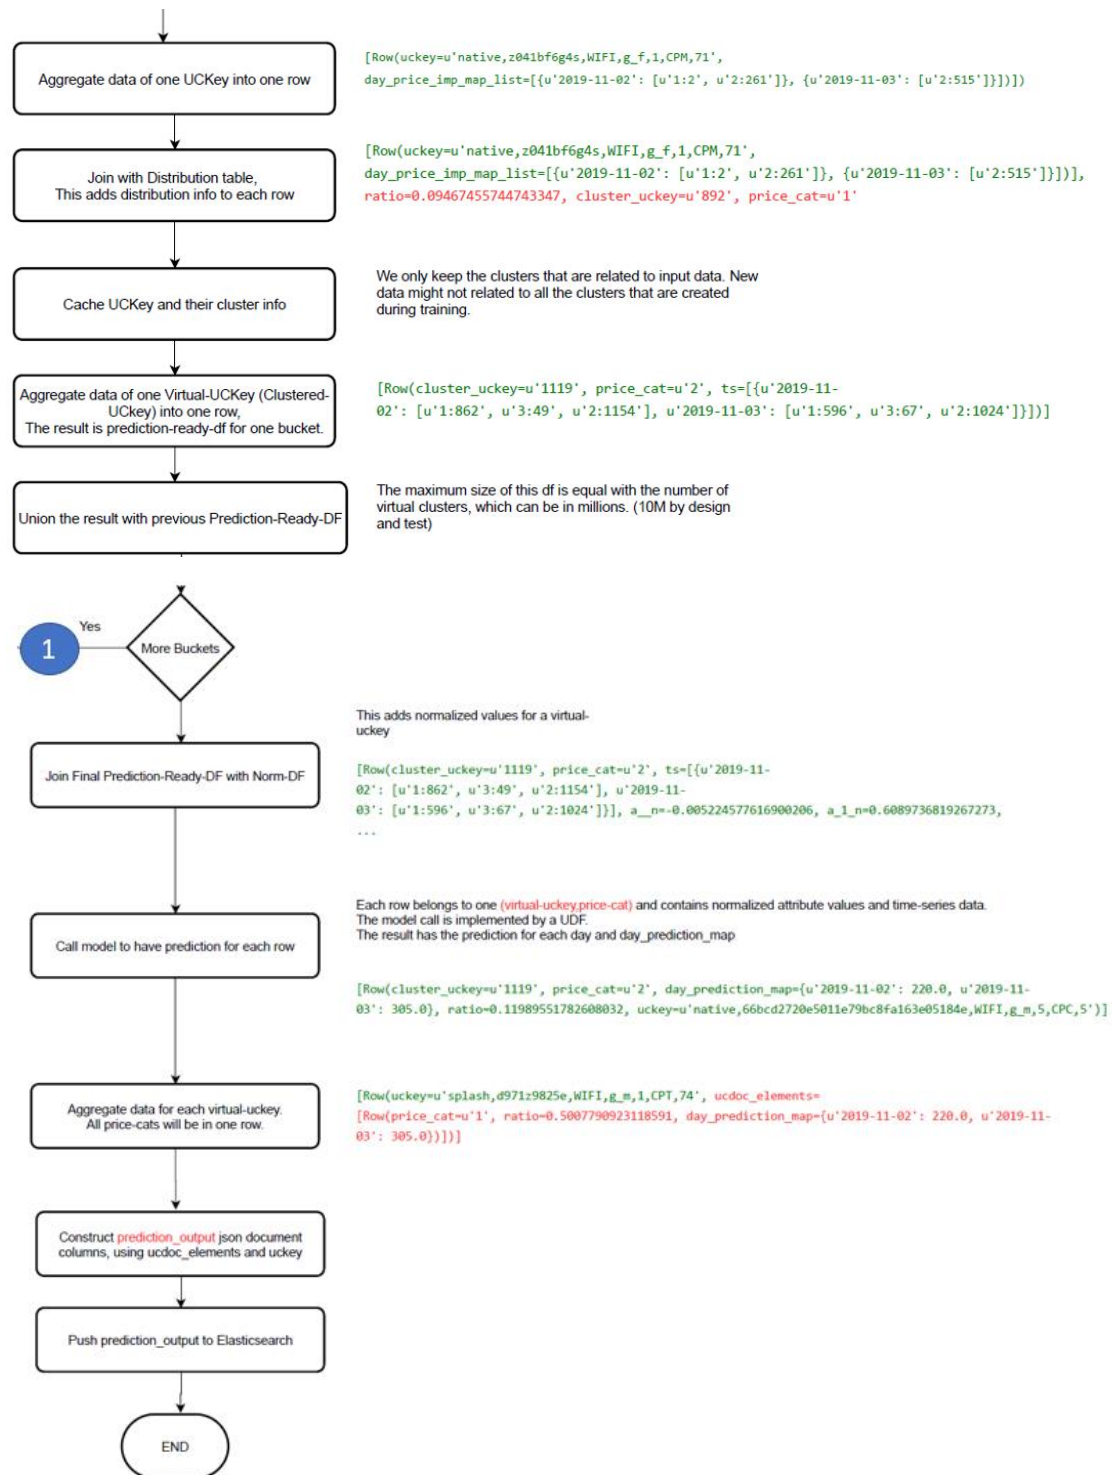 Aggregate data of one UCKey into one row
[Row(uckey=u'native,z041bf6g4s,WIFI,g_f,1,CPM,71',
day_price_imp_map_list=[{u'2019-11-02': [u'1:2', u'2:261']}, {u'2019-11-03': [u'2:515']}])])
Join with Distribution table,
This adds distribution info to each row
[Row(uckey=u'native,z041bf6g4s,WIFI,g_f,1,CPM,71',
day_price_imp_map_list=[{u'2019-11-02': [u'1:2', u'2:261']}, {u'2019-11-03': [u'2:515']}])],
ratio=0.09467455744743347, cluster_uckey=u'892', price_cat=u'1'
Cache UCKey and their cluster info
We only keep the clusters that are related to input data. New
data might not related to all the clusters that are created
during training.
Aggregate data of one Virtual-UCKey (Clustered-
UCkey) into one row,
The result is prediction-ready-df for one bucket.
[Row(cluster_uckey=u'1119', price_cat=u'2', ts=[{u'2019-11-
02': [u'1:862', u'3:49', u'2:1154'], u'2019-11-03': [u'1:596', u'3:67', u'2:1024']}])]
Union the result with previous Prediction-Ready-DF
The maximum size of this df is equal with the number of
virtual clusters, which can be in millions. (10M by design
and test)
Yes
1
More Buckets
This adds normalized values for a virtual-
uckey
Join Final Prediction-Ready-DF with Norm-DF
[Row(cluster_uckey=u'1119', price_cat=u'2', ts=[{u'2019-11-
02': [u'1:862', u'3:49', u'2:1154'], u'2019-11-
03': [u'1:596', u'3:67', u'2:1024']}], a__n=-0.005224577616900206, a_1_n=0.6089736819267273,
...
Call model to have prediction for each row
Each row belongs to one (virtual-uckey,price-cat) and contains normalized attribute values and time-series data.
The model call is implemented by a UDF.
The result has the prediction for each day and day_prediction_map
[Row(cluster_uckey=u'1119', price_cat=u'2', day_prediction_map={u'2019-11-02': 220.0, u'2019-11-
03': 305.0}, ratio=0.11989551782608032, uckey=u'native,66bcd2720e5011e79bc8fa163e05184e,WIFI,g_m,5,CPC,5')]
Aggregate data for each virtual-uckey.
All price-cats will be in one row.
[Row(uckey=u'splash,d971z9825e,WIFI,g_m,1,CPT,74', ucdoc_elements=
[Row(price_cat=u'1', ratio=0.5007790923118591, day_prediction_map={u'2019-11-02': 220.0, u'2019-11-
03': 305.0})])]
Construct prediction_output json document
columns, using ucdoc_elements and uckey
Push prediction_output to Elasticsearch
END